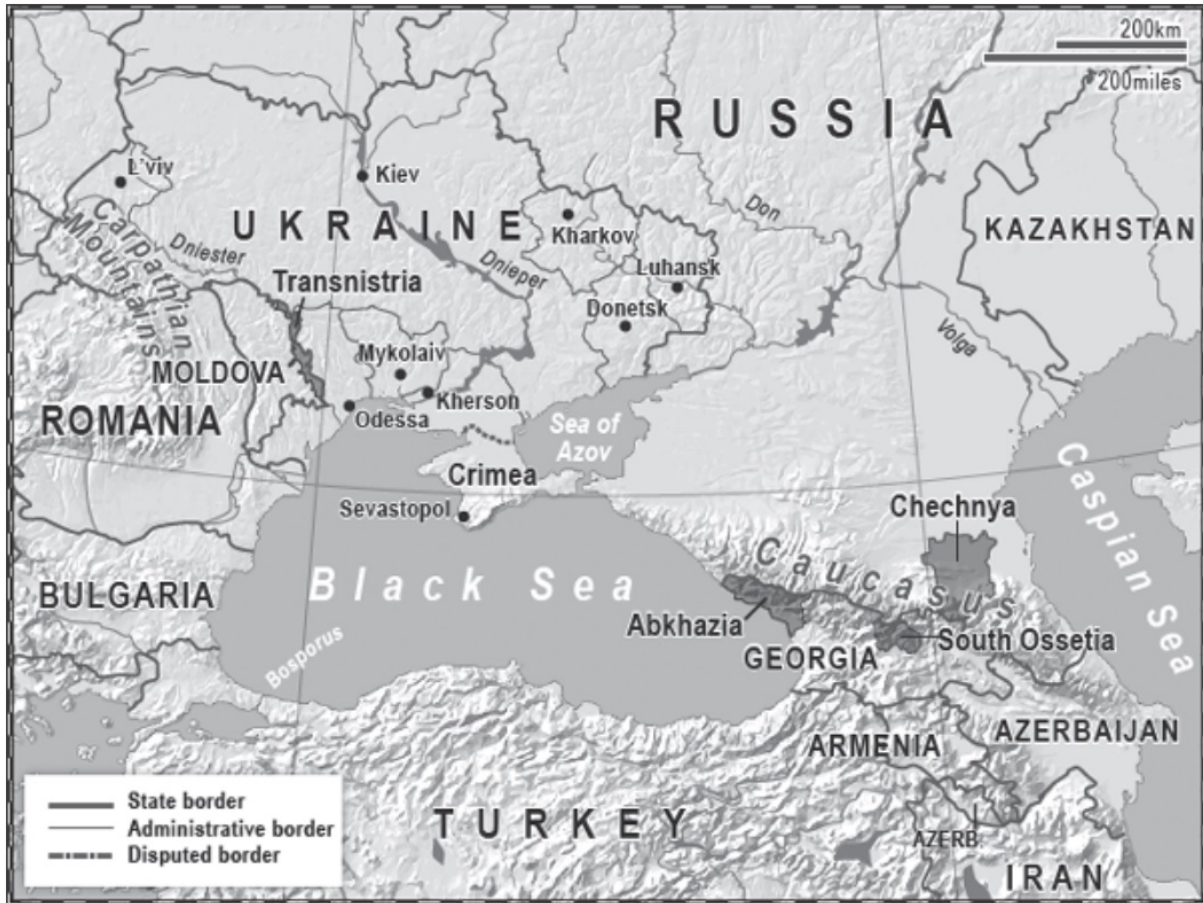 200km
200miles
RUSSIA
L'viv
Kiev
UKRAINE
Carpathian
Mountains
Dniester
Dnieper
Kharkov
Don
KAZAKHSTAN
Luhansk
Transnistria
Donetsk
Volga
Mykolaiv
MOLDOVA
Kherson
ROMANIA
Odessa
Sea of
Azov
Crimea
Sevastopol
Caspian Sea
Chechnya
Caucasus
Black Sea
BULGARIA
Abkhazia
South Ossetia
Bosporus
GEORGIA
ARMENIA
AZERBAIJAN
TURKEY
AZERB.
IRAN
State border
Administrative border
Disputed border